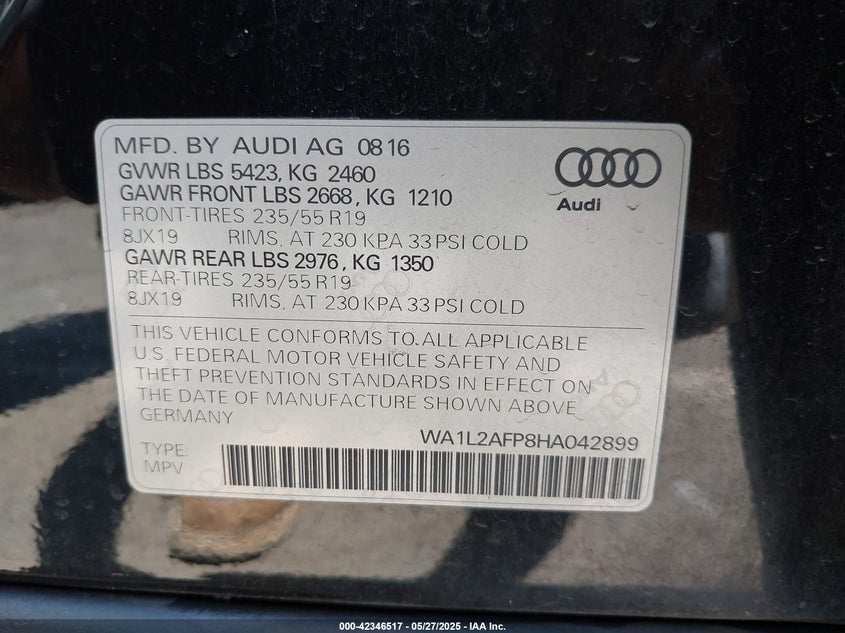 MFD. BY AUDI AG 0816
GVWR LBS 5423, KG 2460
GAWR FRONT LBS 2668, KG 1210
FRONT-TIRES 235/55 R19
8JX19 RIMS, AT 230 KPA 33 PSI COLD
GAWR REAR LBS 2976, KG 1350
REAR-TIRES 235/55 R19
8JX19 RIMS, AT 230 KPA 33 PSI COLD
Audi
THIS VEHICLE CONFORMS TO ALL APPLICABLE
U.S. FEDERAL MOTOR VEHICLE SAFETY AND
THEFT PREVENTION STANDARDS IN EFFECT ON
THE DATE OF MANUFACTURE SHOWN ABOVE.
GERMANY
WA1L2AFP8HA042899
TYPE:
MPV
000-42346517 - 05/27/2025 - IAA Inc.